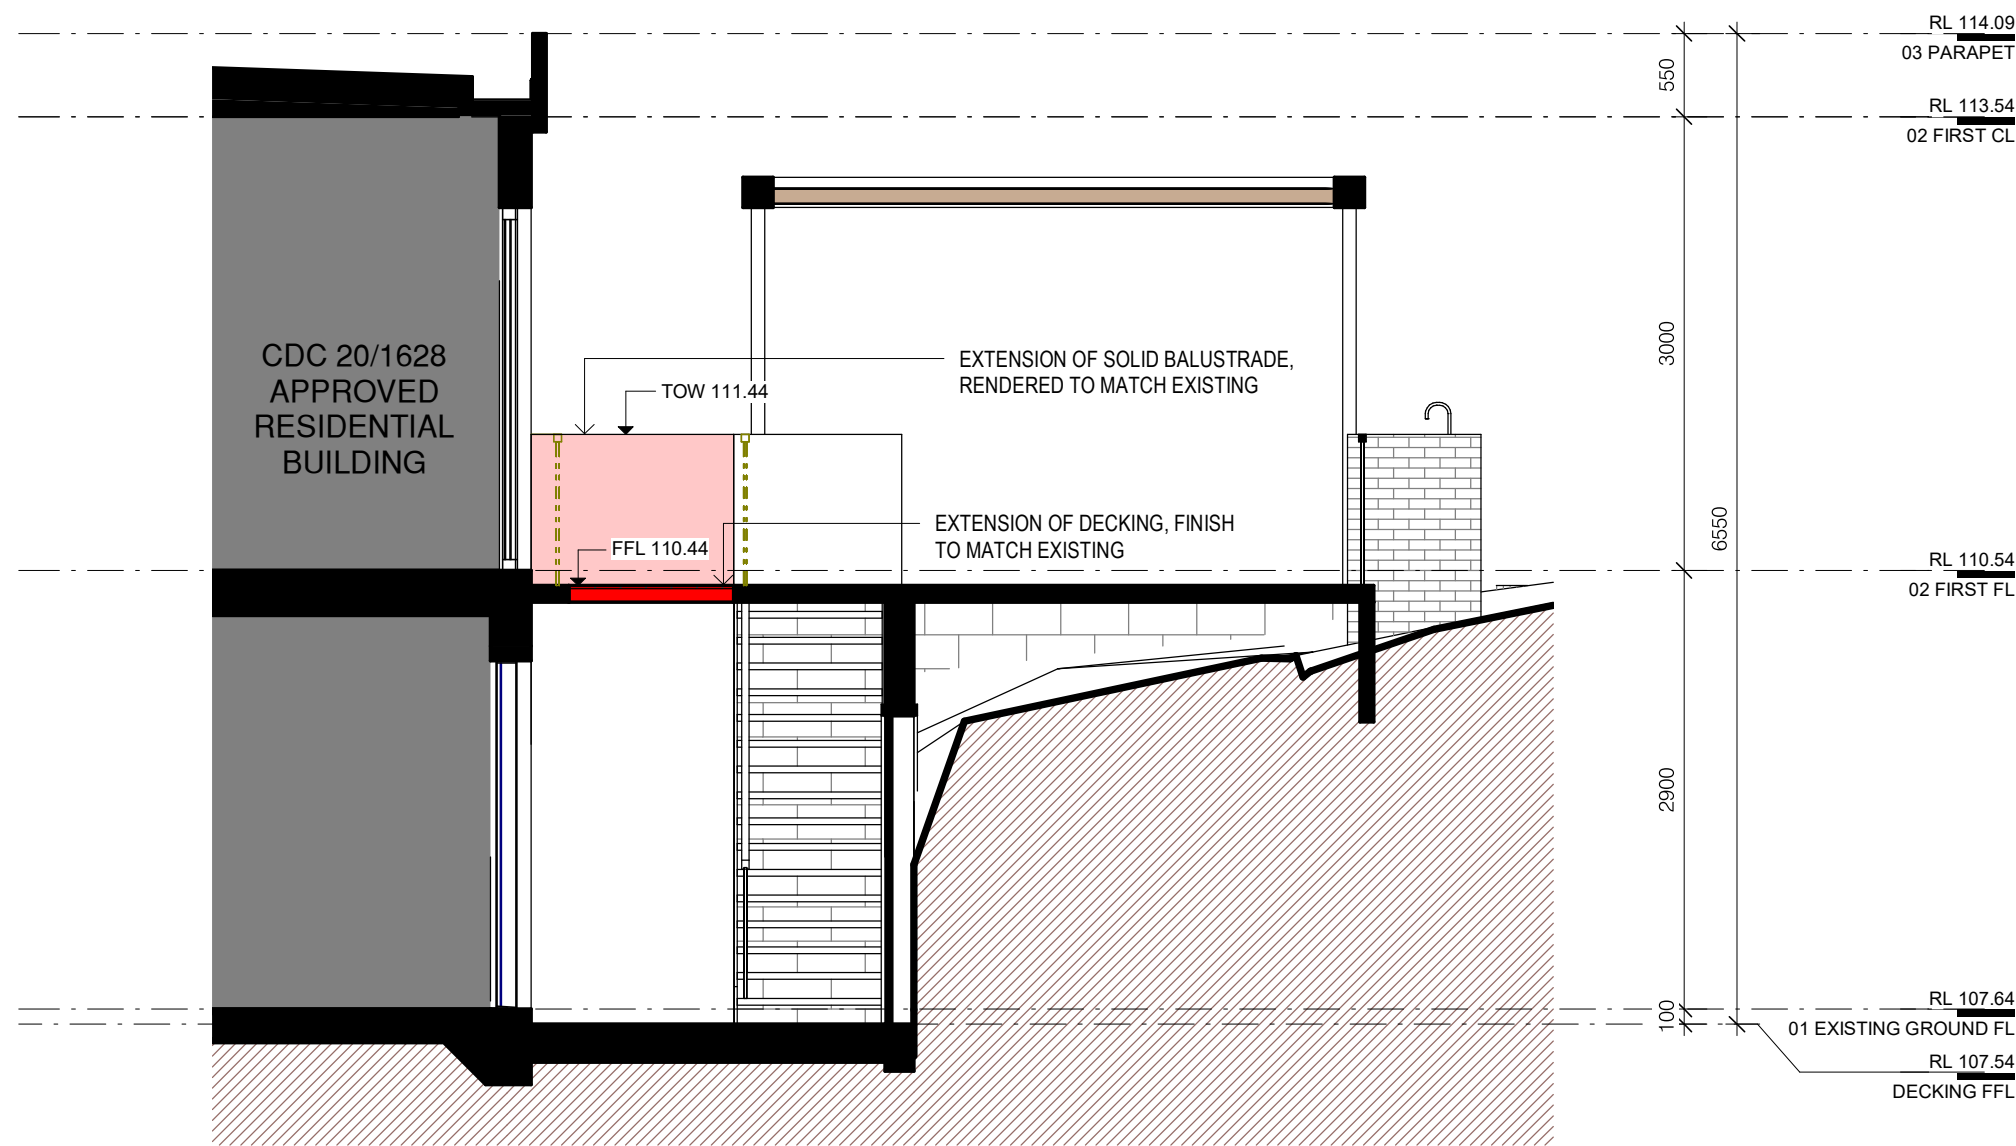 RL 114.09
03 PARAPET
550
RL 113.54
02 FIRST CL
CDC 20/1628
APPROVED
RESIDENTIAL
BUILDING
EXTENSION OF SOLID BALUSTRADE,
RENDERED TO MATCH EXISTING
TOW 111.44
3000
EXTENSION OF DECKING, FINISH
TO MATCH EXISTING
FFL 110.44
6550
RL 110.54
02 FIRST FL
2900
100
RL 107.64
01 EXISTING GROUND FL
RL 107.54
DECKING FFL